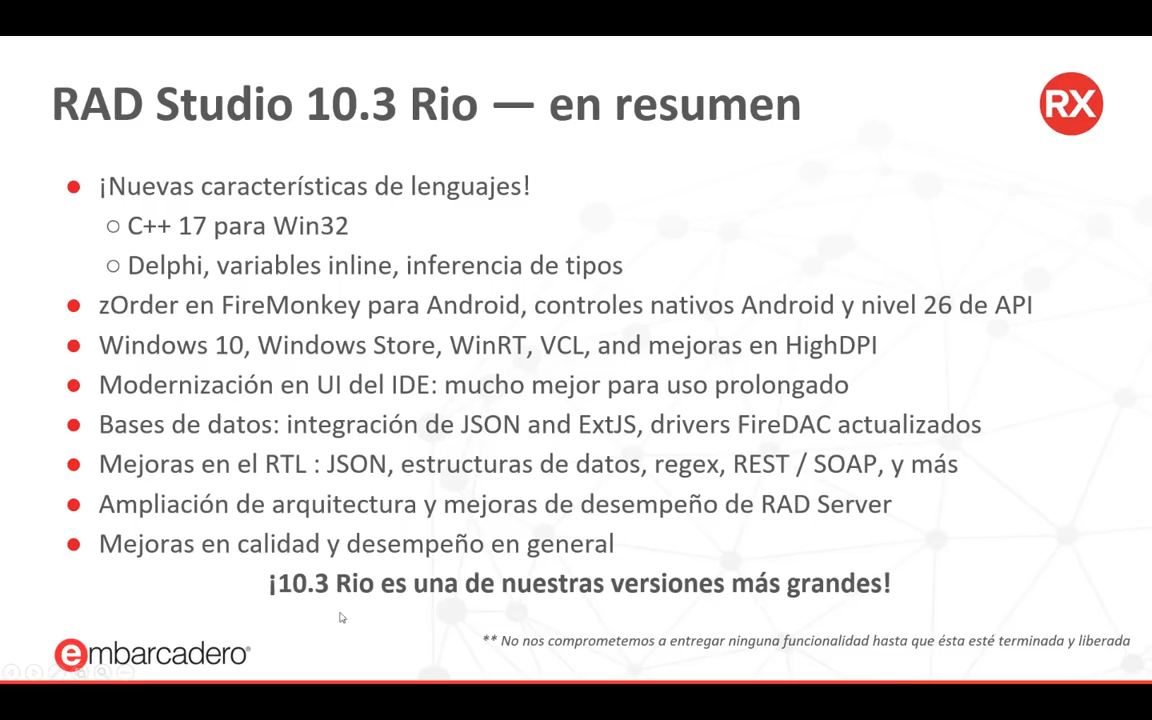 RAD Studio 10.3 Rio — en resumen
RX
● ¡Nuevas características de lenguajes!
○ C++ 17 para Win32
○ Delphi, variables inline, inferencia de tipos
● zOrder en FireMonkey para Android, controles nativos Android y nivel 26 de API
● Windows 10, Windows Store, WinRT, VCL, and mejoras en HighDPI
● Modernización en UI del IDE: mucho mejor para uso prolongado
● Bases de datos: integración de JSON and ExtJS, drivers FireDAC actualizados
● Mejoras en el RTL : JSON, estructuras de datos, regex, REST / SOAP, y más
● Ampliación de arquitectura y mejoras de desempeño de RAD Server
● Mejoras en calidad y desempeño en general
¡10.3 Rio es una de nuestras versiones más grandes!
** No nos comprometemos a entregar ninguna funcionalidad hasta que ésta esté terminada y liberada
embarcadero®